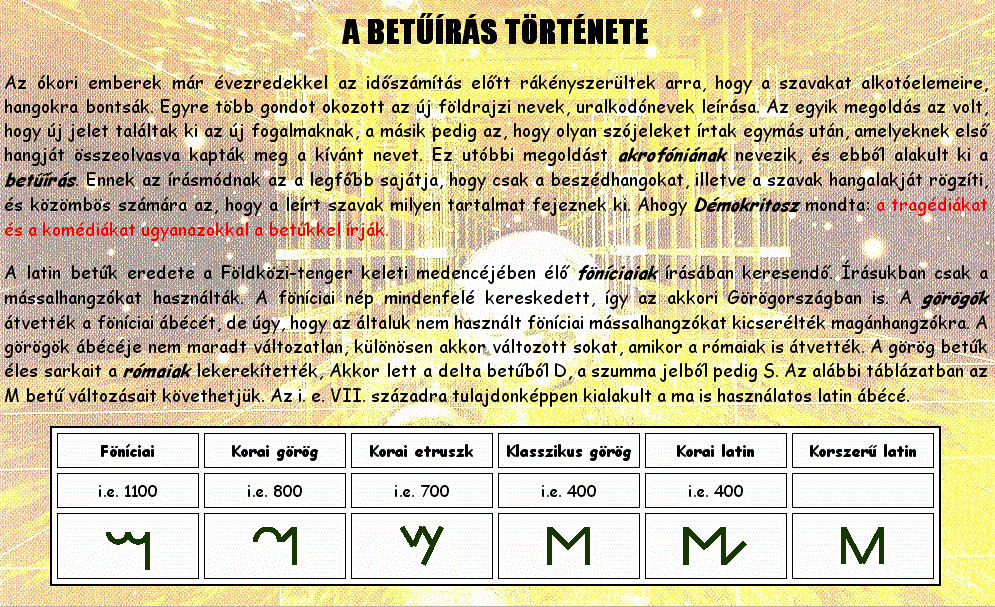 A BETŰÍRÁS TÖRTÉNETE
Az ókori emberek már évezredekkel az időszámítás előtt rákényszerültek arra, hogy a szavakat alkotóelemeire,
hangokra bontsák. Egyre több gondot okozott az új földrajzi nevek, uralkodónevek leírása. Az egyik megoldás az volt,
hogy új jelet találtak ki az új fogalmaknak, a másik pedig az, hogy olyan szójeleket írtak egymás után, amelyeknek első
hangját összeolvasva kapták meg a kívánt nevet. Ez utóbbi megoldást akrofóniának nevezik, és ebből alakult ki a
betűírás. Ennek az írásmódnak az a legfőbb sajátja, hogy csak a beszédhangokat, illetve a szavak hangalakját rögzíti,
és közömbös számára az, hogy a leírt szavak milyen tartalmat fejeznek ki. Ahogy Démokritosz mondta: a tragédiákat
és a komédiákat ugyanazokkal a betűkkel írják.
A latin betűk eredete a Földközi-tenger keleti medencéjében élő föníciaiak írásában keresendő. Írásukban csak a
mássalhangzókat használták. A föníciai nép mindenfelé kereskedett, így az akkori Görögországban is. A görögök
átvették a föníciai ábécét, de úgy, hogy az általuk nem használt föníciai mássalhangzókat kicserélték magánhangzókra. A
görögök ábécéje nem maradt változatlan, különösen akkor változott sokat, amikor a rómaiak is átvették. A görög betűk
éles sarkait a rómaiak lekerekítették, Akkor lett a delta betűből D, a szumma jelből pedig S. Az alábbi táblázatban az
M betű változásait követhetjük. Az i. e. VII. századra tulajdonképpen kialakult a ma is használatos latin ábécé.
Föníciai Korai görög Korai etruszk Klasszikus görög Korai latin Korszerű latin
i.e. 1100 i.e. 800 i.e. 700 i.e. 400 i.e. 400
M M